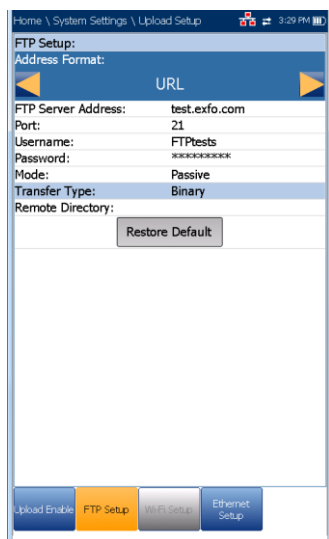 Home \ System Settings \ Upload Setup 3:29 PM
FTP Setup:
Address Format:
URL
FTP Server Address: test.exfo.com
Port: 21
Username: FTPtests
Password: **********
Mode: Passive
Transfer Type: Binary
Remote Directory:
Restore Default
Upload Enable FTP Setup Wi-Fi Setup Ethernet Setup